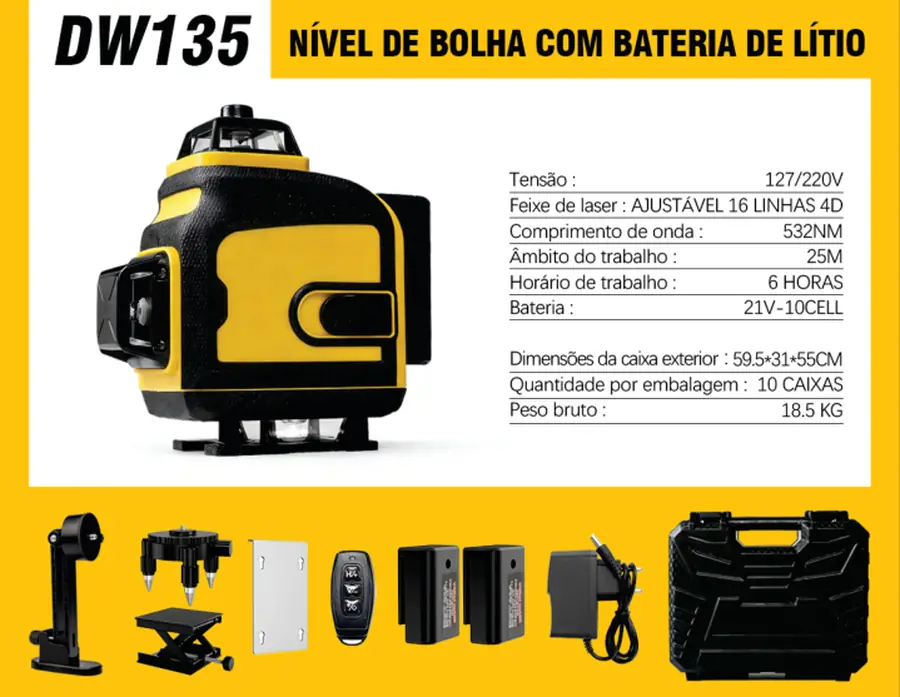 DW135
NÍVEL DE BOLHA COM BATERIA DE LÍTIO
Tensão : 127/220V
Feixe de laser : AJUSTÁVEL 16 LINHAS 4D
Comprimento de onda : 532NM
Âmbito do trabalho : 25M
Horário de trabalho : 6 HORAS
Bateria : 21V-10CELL
Dimensões da caixa exterior : 59.5*31*55CM
Quantidade por embalagem : 10 CAIXAS
Peso bruto : 18.5 KG